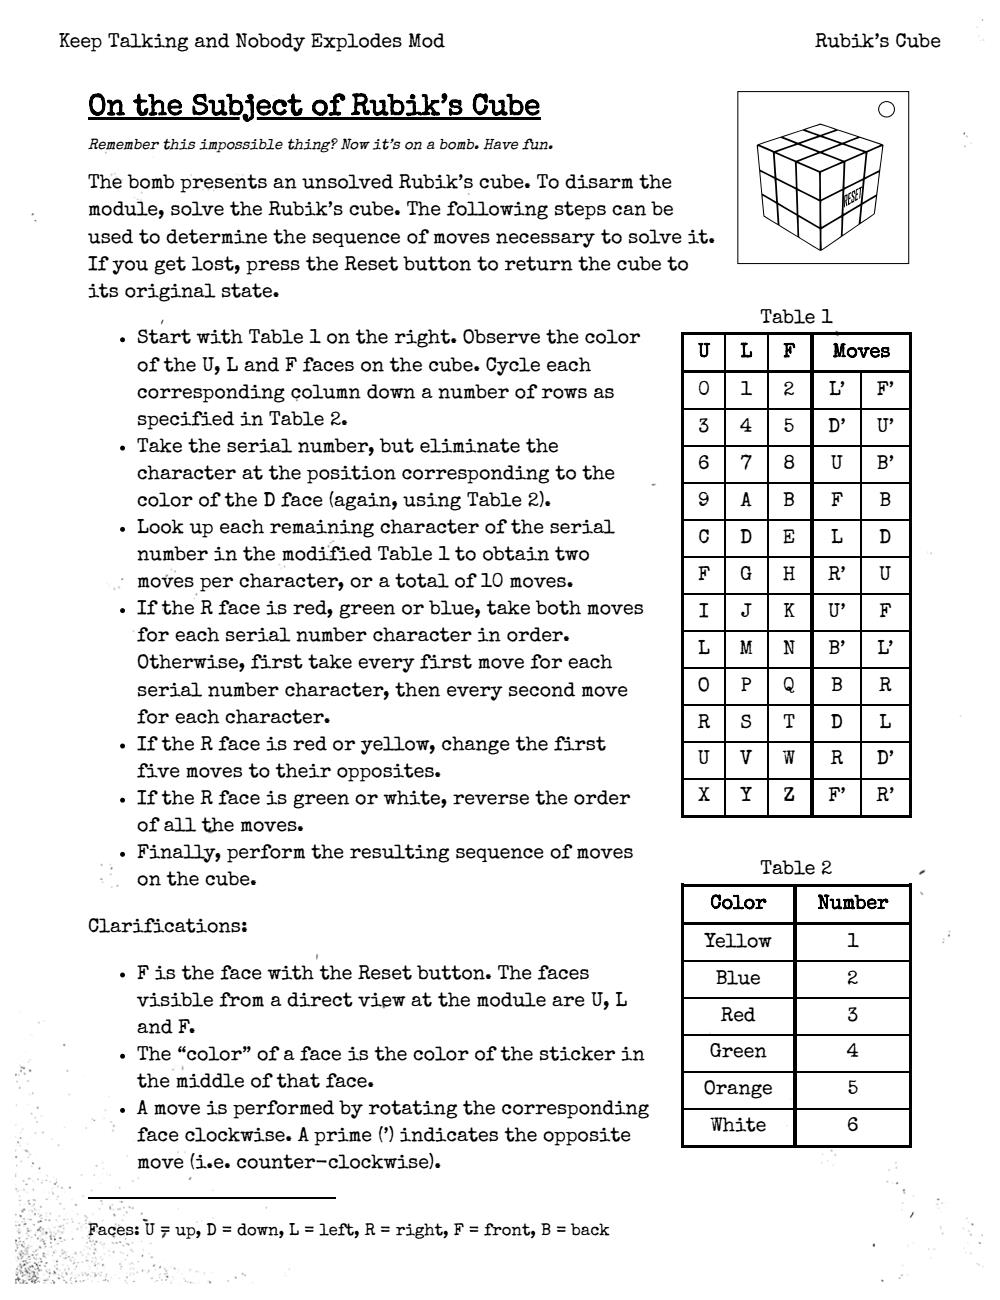 Keep Talking and Nobody Explodes Mod
Rubik's Cube
On the Subject of Rubik's Cube
Remember this impossible thing? Now it's on a bomb. Have fun.
The bomb presents an unsolved Rubik's cube. To disarm the
module, solve the Rubik's cube. The following steps can be
used to determine the sequence of moves necessary to solve it.
If you get lost, press the Reset button to return the cube to
its original state.
RESET
• Start with Table 1 on the right. Observe the color
of the U, L and F faces on the cube. Cycle each
corresponding column down a number of rows as
specified in Table 2.
• Take the serial number, but eliminate the
character at the position corresponding to the
color of the D face (again, using Table 2).
• Look up each remaining character of the serial
number in the modified Table 1 to obtain two
moves per character, or a total of 10 moves.
• If the R face is red, green or blue, take both moves
for each serial number character in order.
Otherwise, first take every first move for each
serial number character, then every second move
for each character.
• If the R face is red or yellow, change the first
five moves to their opposites.
• If the R face is green or white, reverse the order
of all the moves.
• Finally, perform the resulting sequence of moves
on the cube.
Clarifications:
• F is the face with the Reset button. The faces
visible from a direct view at the module are U, L
and F.
• The “color” of a face is the color of the sticker in
the middle of that face.
• A move is performed by rotating the corresponding
face clockwise. A prime (’) indicates the opposite
move (i.e. counter-clockwise).
Table 1
U L F Moves
0 1 2 L’ F’
3 4 5 D’ U’
6 7 8 U B’
9 A B F B
C D E L D
F G H R’ U
I J K U’ F
L M N B’ L’
O P Q B R
R S T D L
U V W R D’
X Y Z F’ R’
Table 2
Color Number
Yellow 1
Blue 2
Red 3
Green 4
Orange 5
White 6
Faces: U = up, D = down, L = left, R = right, F = front, B = back